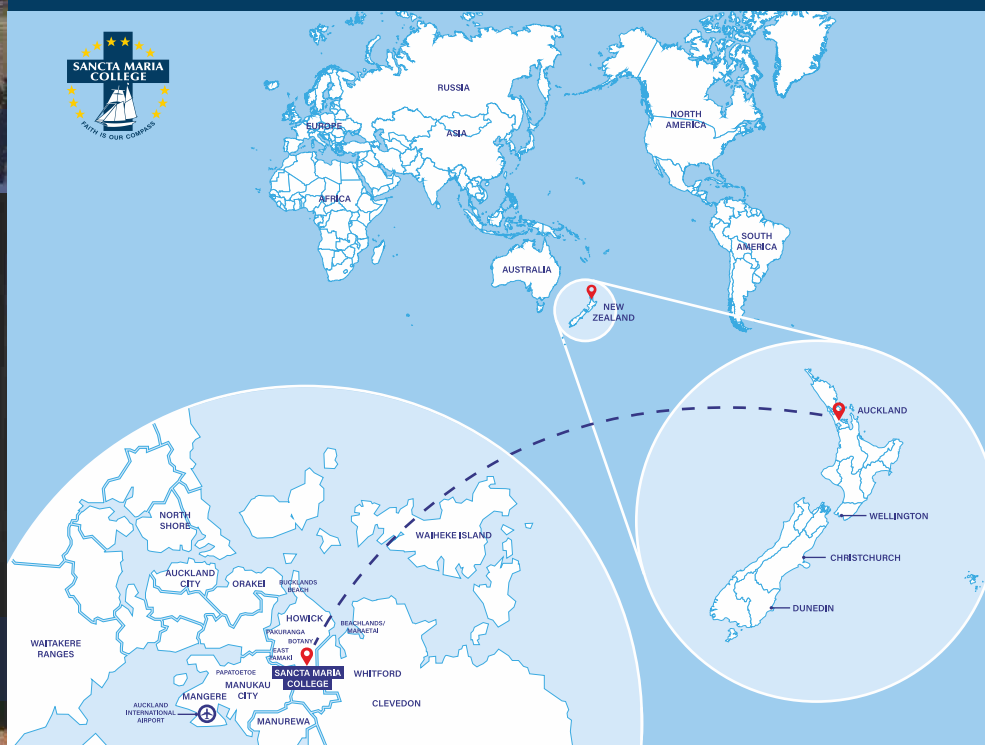 SANCTA MARIA
COLLEGE
FAITH IS OUR COMPASS
RUSSIA
EUROPE
ASIA
NORTH
AMERICA
AFRICA
SOUTH
AMERICA
AUSTRALIA
NEW
ZEALAND
AUCKLAND
WELLINGTON
CHRISTCHURCH
DUNEDIN
NORTH
SHORE
WAIHEKE ISLAND
AUCKLAND
CITY
ORAKEI
BUCKLANDS
BEACH
HOWICK
BEACHLANDS/
MARAETAI
PAKURANGA
BOTANY
EAST
TAMAKI
WAITAKERE
RANGES
SANCTA MARIA
COLLEGE
WHITFORD
PAPATOETOE
MANUKAU
CITY
MANGERE
CLEVEDON
AUCKLAND
INTERNATIONAL
AIRPORT
MANUREWA